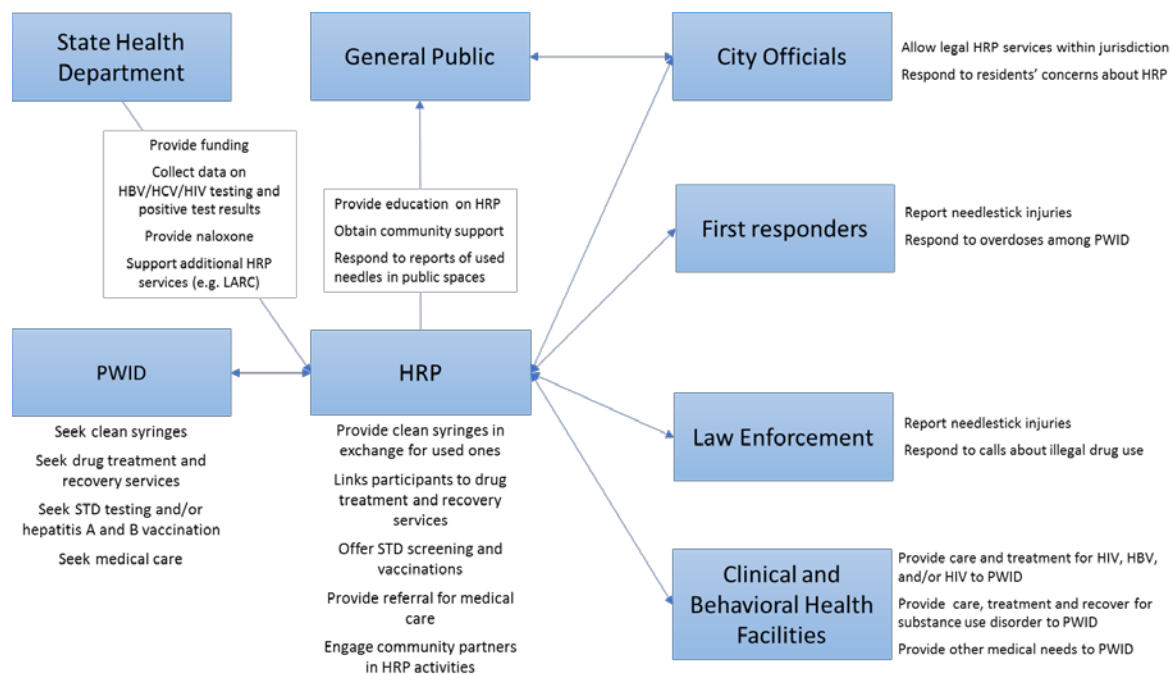 State Health
Department
General Public
City Officials
Allow legal HRP services within jurisdiction
Respond to residents' concerns about HRP
Provide funding
Collect data on
HBV/HCV/HIV testing and
positive test results
Provide naloxone
Support additional HRP
services (e.g. LARC)
Provide education on HRP
Obtain community support
Respond to reports of used
needles in public spaces
First responders
Report needlestick injuries
Respond to overdoses among PWID
PWID
Seek clean syringes
Seek drug treatment and
recovery services
Seek STD testing and/or
hepatitis A and B vaccination
Seek medical care
HRP
Provide clean syringes in
exchange for used ones
Links participants to drug
treatment and recovery
services
Offer STD screening and
vaccinations
Provide referral for medical
care
Engage community partners
in HRP activities
Law Enforcement
Report needlestick injuries
Respond to calls about illegal drug use
Clinical and
Behavioral Health
Facilities
Provide care and treatment for HIV, HBV,
and/or HIV to PWID
Provide care, treatment and recover for
substance use disorder to PWID
Provide other medical needs to PWID